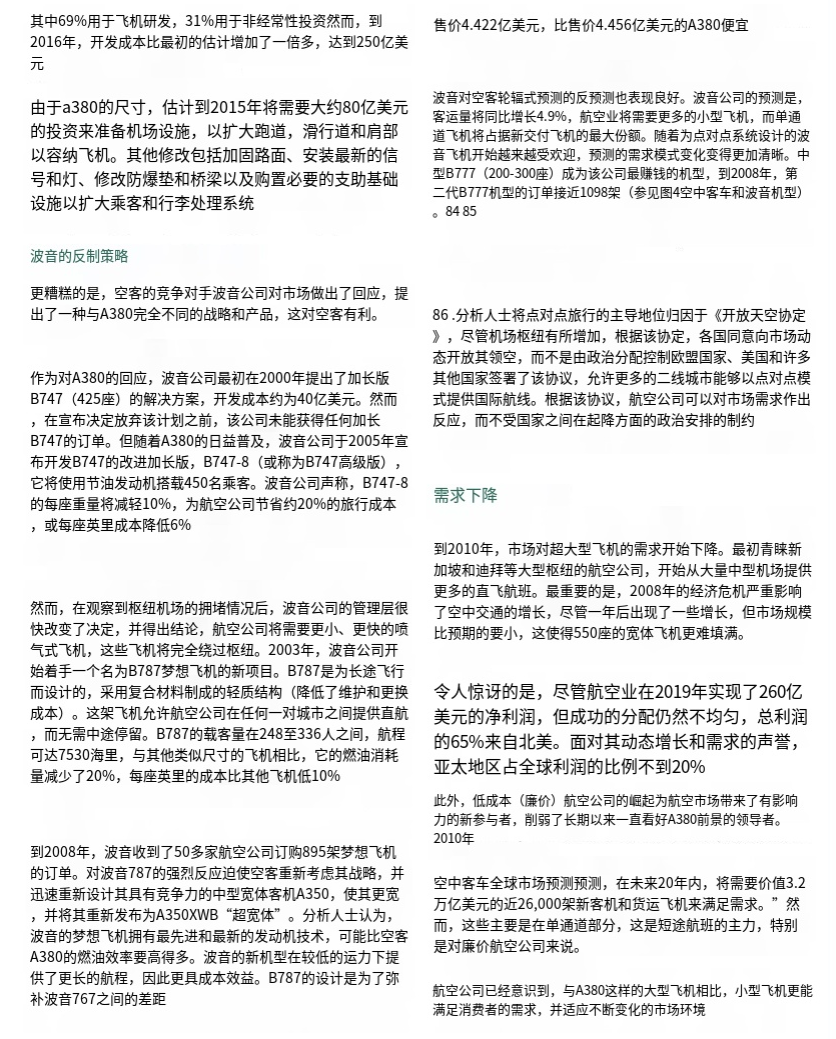 其中69%用于飞机研发，31%用于非经常性投资然而，到
2016年，开发成本比最初的估计增加了一倍多，达到250亿美
元
由于a380的尺寸，估计到2015年将需要大约80亿美元
的投资来准备机场设施，以扩大跑道，滑行道和肩部
以容纳飞机。其他修改包括加固路面、安装最新的信
号和灯、修改防爆垫和桥梁以及购置必要的支助基础
设施以扩大乘客和行李处理系统
波音的反制策略
更糟糕的是，空客的竞争对手波音公司对市场做出了回应，提
出了一种与A380完全不同的战略和产品，这对空客有利。
作为对A380的回应，波音公司最初在2000年提出了加长版
B747（425座）的解决方案，开发成本约为40亿美元。然而
，在宣布决定放弃该计划之前，该公司未能获得任何加长
B747的订单。但随着A380的日益普及，波音公司于2005年宣
布开发B747的改进加长版，B747-8（或称为B747高级版），
它将使用节油发动机搭载450名乘客。波音公司声称，B747-8
的每座重量将减轻10%，为航空公司节省约20%的旅行成本
，或每座英里成本降低6%
然而，在观察到枢纽机场的拥堵情况后，波音公司的管理层很
快改变了决定，并得出结论，航空公司将需要更小、更快的喷
气式飞机，这些飞机将完全绕过枢纽。2003年，波音公司开
始着手一个名为B787梦想飞机的新项目。B787是为长途飞行
而设计的，采用复合材料制成的轻质结构（降低了维护和更换
成本）。这架飞机允许航空公司在任何一对城市之间提供直航
，而无需中途停留。B787的载客量在248至336人之间，航程
可达7530海里，与其他类似尺寸的飞机相比，它的燃油消耗
量减少了20%，每座英里的成本比其他飞机低10%
到2008年，波音收到了50多家航空公司订购895架梦想飞机
的订单。对波音787的强烈反应迫使空客重新考虑其战略，并
迅速重新设计其具有竞争力的中型宽体客机A350，使其更宽
，并将其重新发布为A350XWB“超宽体”。分析人士认为，
波音的梦想飞机拥有最先进和最新的发动机技术，可能比空客
A380的燃油效率要高得多。波音的新机型在较低的运力下提
供了更长的航程，因此更具成本效益。B787的设计是为了弥
补波音767之间的差距
售价4.422亿美元，比售价4.456亿美元的A380便宜
波音对空客轮辐式预测的反预测也表现良好。波音公司的预测是，
客运量将同比增长4.9%，航空业将需要更多的小型飞机，而单通
道飞机将占据新交付飞机的最大份额。随着为点对点系统设计的波
音飞机开始越来越受欢迎，预测的需求模式变化变得更加清晰。中
型B777（200-300座）成为该公司最赚钱的机型，到2008年，第
二代B777机型的订单接近1098架（参见图4空中客车和波音机型）
。84 85
86 .分析人士将点对点旅行的主导地位归因于《开放天空协定
》，尽管机场枢纽有所增加，根据该协定，各国同意向市场动
态开放其领空，而不是由政治分配控制欧盟国家、美国和许多
其他国家签署了该协议，允许更多的二线城市能够以点对点模
式提供国际航线。根据该协议，航空公司可以对市场需求作出
反应，而不受国家之间在起降方面的政治安排的制约
需求下降
到2010年，市场对超大型飞机的需求开始下降。最初青睐新
加坡和迪拜等大型枢纽的航空公司，开始从大量中型机场提供
更多的直飞航班。最重要的是，2008年的经济危机严重影响
了空中交通的增长，尽管一年后出现了一些增长，但市场规模
比预期的要小，这使得550座的宽体飞机更难填满。
令人惊讶的是，尽管航空业在2019年实现了260亿
美元的净利润，但成功的分配仍然不均匀，总利润
的65%来自北美。面对其动态增长和需求的声誉，
亚太地区占全球利润的比例不到20%
此外，低成本（廉价）航空公司的崛起为航空市场带来了有影响
力的新参与者，削弱了长期以来一直看好A380前景的领导者。
2010年
空中客车全球市场预测预测，在未来20年内，将需要价值3.2
万亿美元的近26,000架新客机和货运飞机来满足需求。”然
而，这些主要是在单通道部分，这是短途航班的主力，特别
是对廉价航空公司来说。
航空公司已经意识到，与A380这样的大型飞机相比，小型飞机更能
满足消费者的需求，并适应不断变化的市场环境